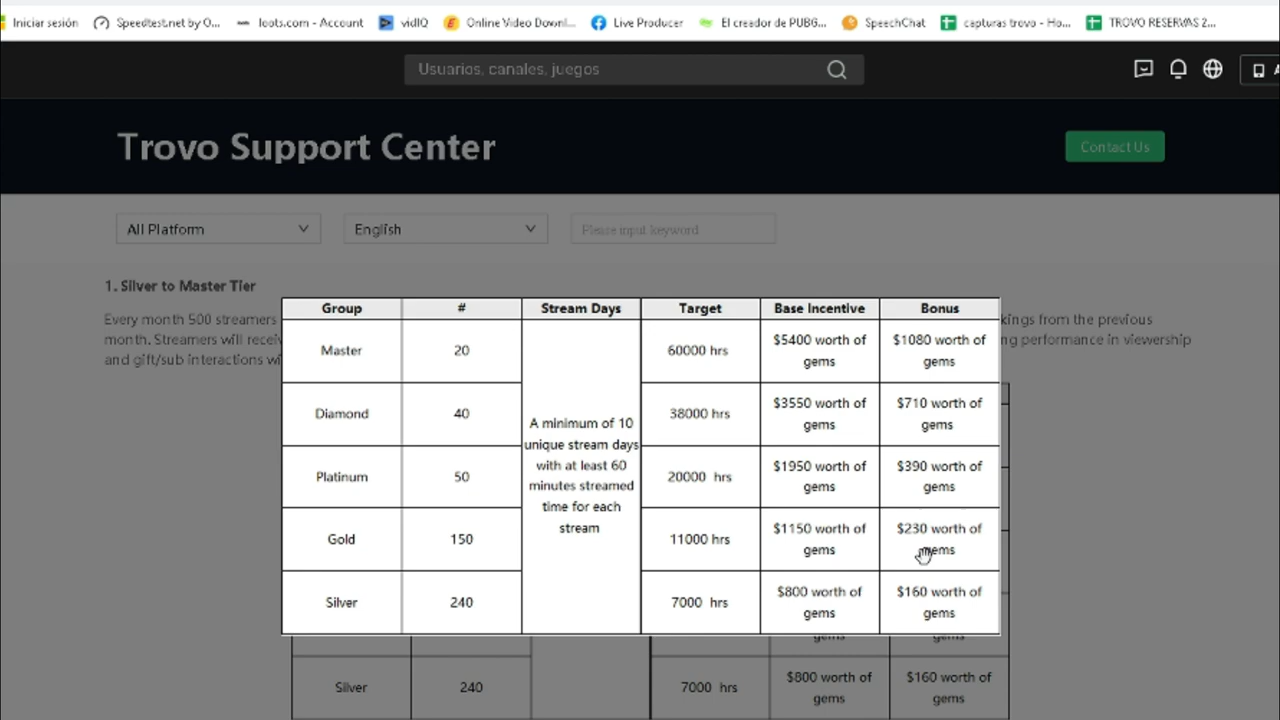 Iniciar sesión Speedtest.net by O... loots.com - Account vidIQ Online Video Downl... Live Producer El creador de PUBG... SpeechChat capturas trovo - Ho... TROVO RESERVAS 2...
Usuarios, canales, juegos
Trovo Support Center
Contact Us
All Platform English Please input keyword
1. Silver to Master Tier
Every month 500 streamers kings from the previous
month. Streamers will ng performance in viewership
and gift/sub interactions
Group # Stream Days Target Base Incentive Bonus
Master 20 60000 hrs $5400 worth of gems $1080 worth of gems
Diamond 40 38000 hrs $3550 worth of gems $710 worth of gems
A minimum of 10
unique stream days
with at least 60
minutes streamed
time for each
stream
Platinum 50 20000 hrs $1950 worth of gems $390 worth of gems
Gold 150 11000 hrs $1150 worth of gems $230 worth of gems
Silver 240 7000 hrs $800 worth of gems $160 worth of gems
gems gems
Silver 240 7000 hrs $800 worth of gems $160 worth of gems